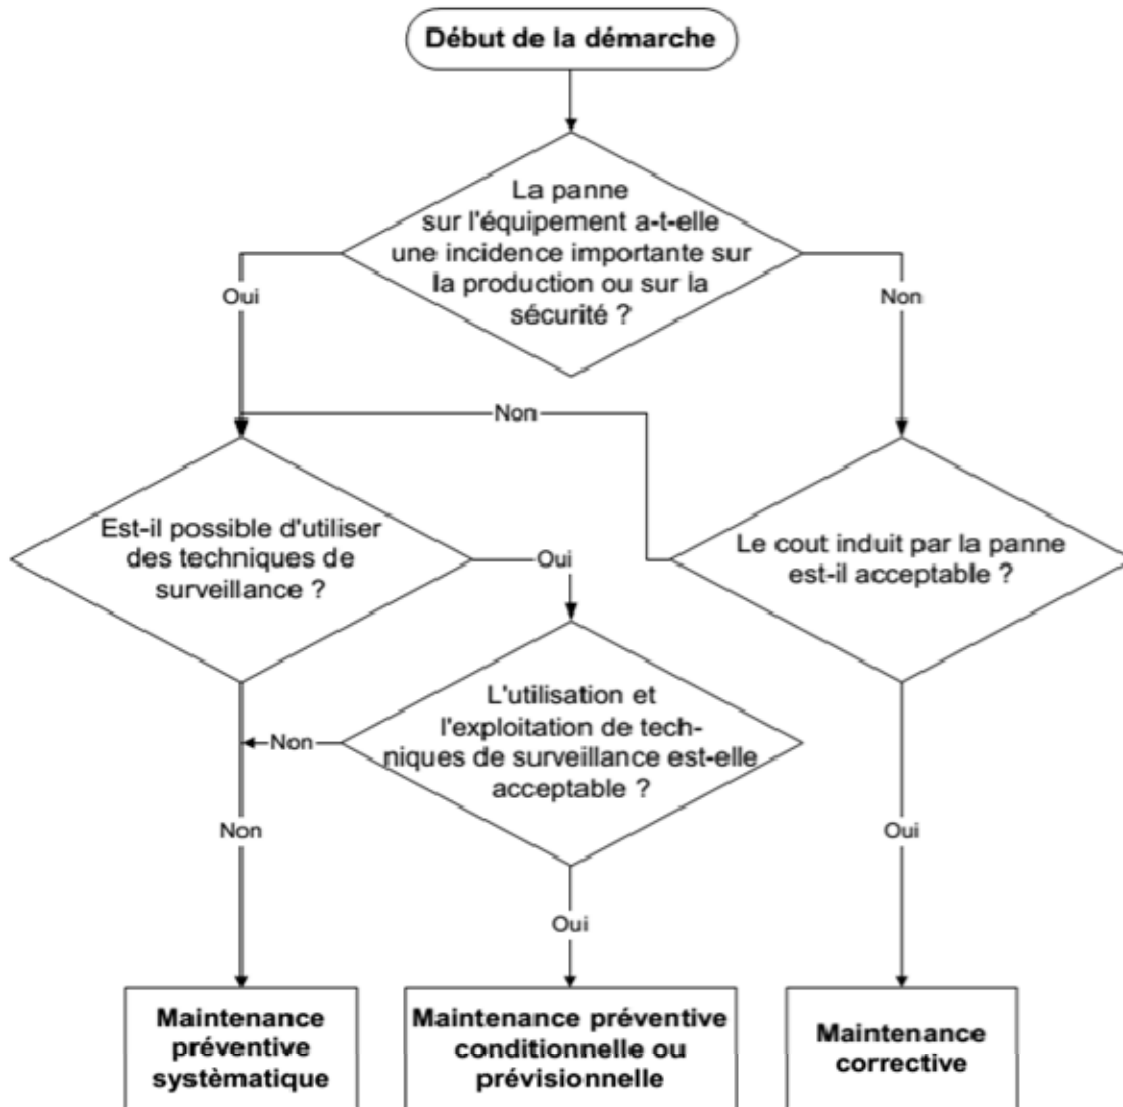 Début de la démarche
La panne
sur l'équipement a-t-elle
une incidence importante sur
la production ou sur la
sécurité ?
Oui
Non
Non
Est-il possible d'utiliser
des techniques de
surveillance ?
Oui
Le cout induit par la panne
est-il acceptable ?
L'utilisation et
l'exploitation de tech-
niques de surveillance est-elle
acceptable ?
Non
Non
Oui
Oui
Maintenance
préventive
systèmatique
Maintenance préventive
conditionnelle ou
prévisionnelle
Maintenance
corrective